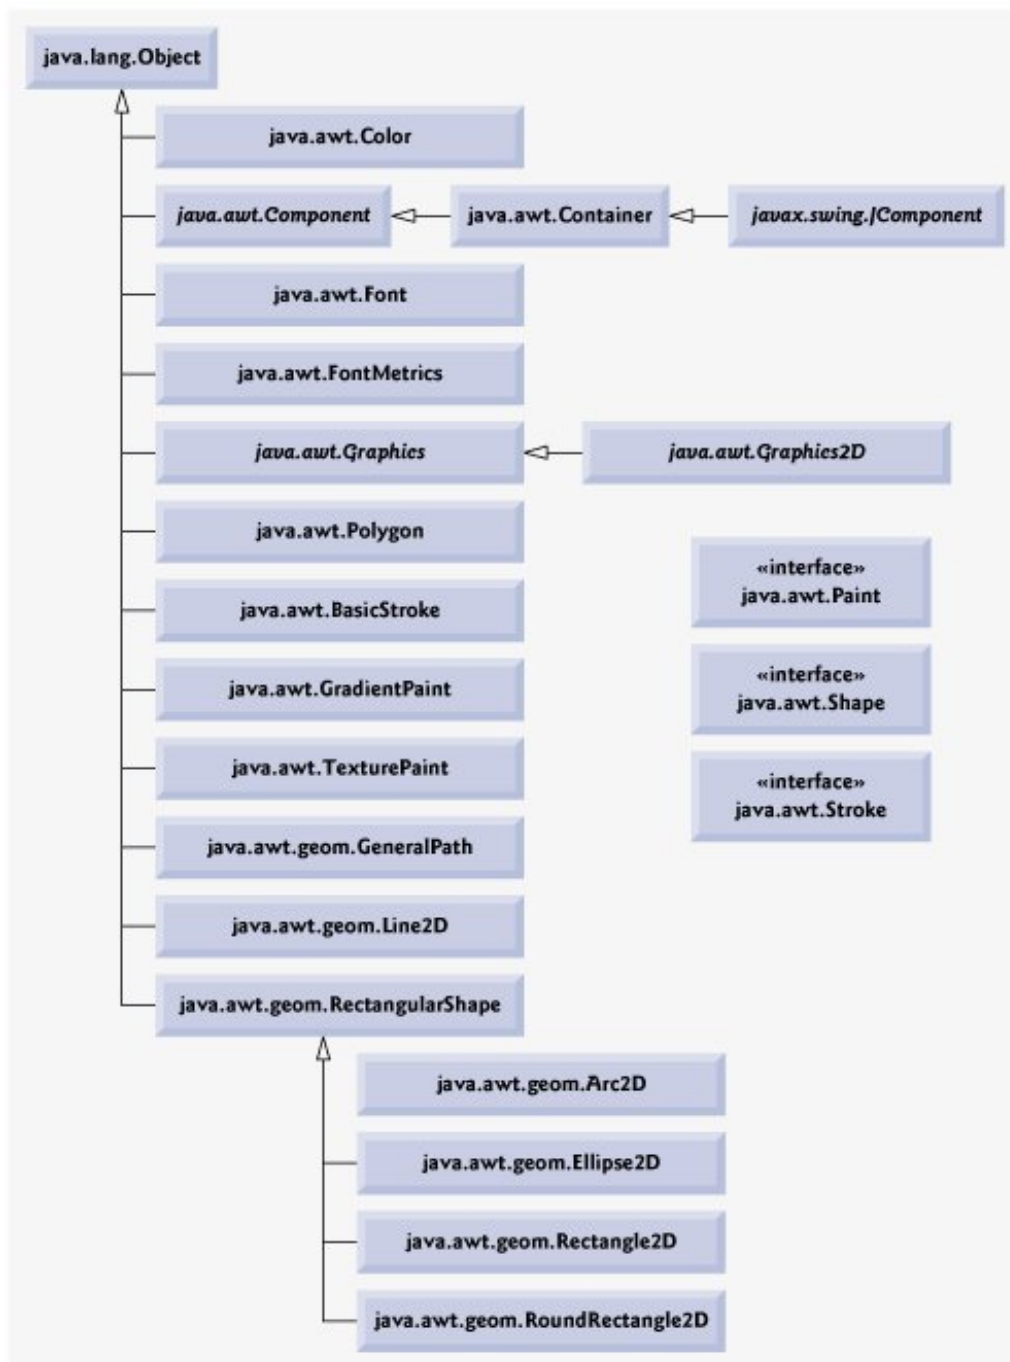 java.lang.Object
java.awt.Color
java.awt.Component
java.awt.Container
javax.swing.JComponent
java.awt.Font
java.awt.FontMetrics
java.awt.Graphics
java.awt.Graphics2D
java.awt.Polygon
«interface»
java.awt.Paint
java.awt.BasicStroke
java.awt.GradientPaint
«interface»
java.awt.Shape
java.awt.TexturePaint
«interface»
java.awt.Stroke
java.awt.geom.GeneralPath
java.awt.geom.Line2D
java.awt.geom.RectangularShape
java.awt.geom.Arc2D
java.awt.geom.Ellipse2D
java.awt.geom.Rectangle2D
java.awt.geom.RoundRectangle2D